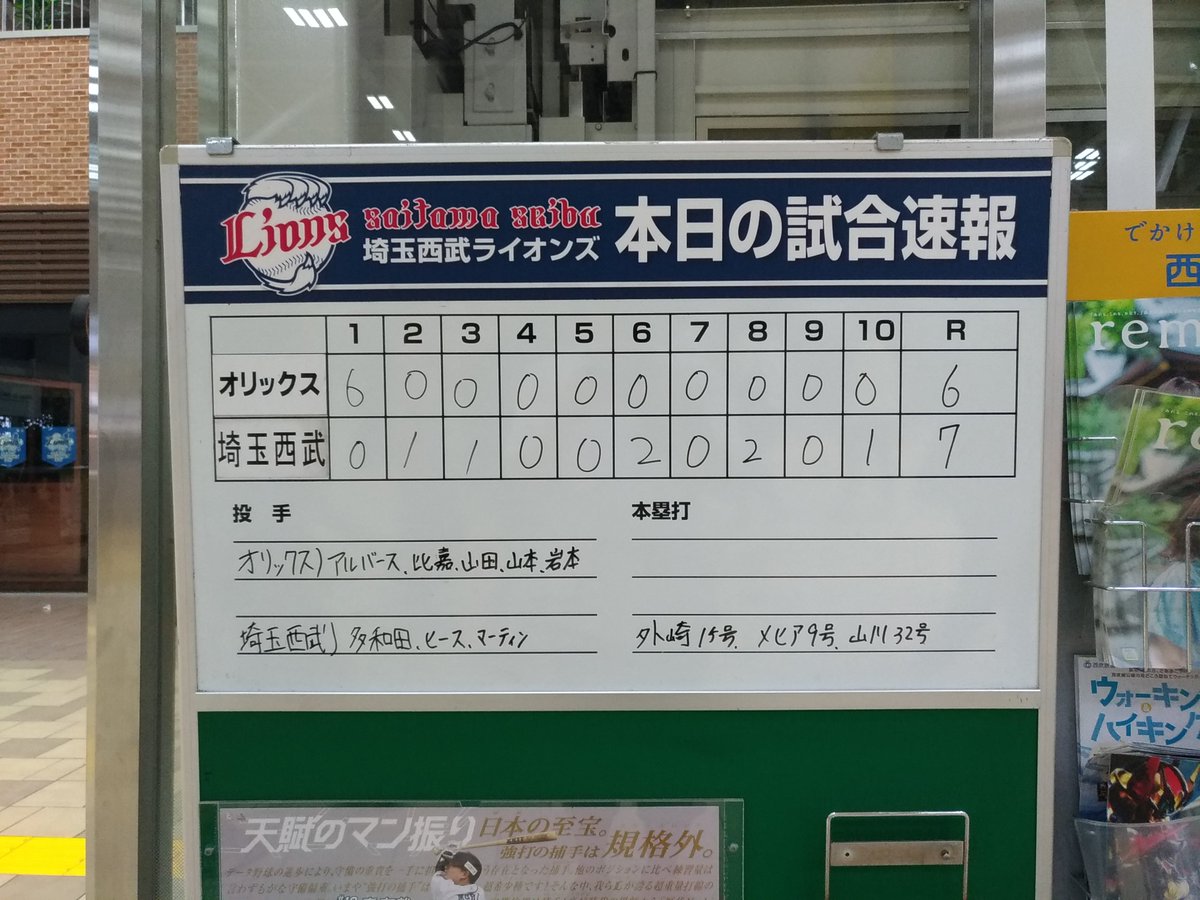 Lions
saitama seibu
埼玉西武ライオンズ
本日の試合速報
1 2 3 4 5 6 7 8 9 10 R
オリックス 6 0 0 0 0 0 0 0 0 0 6
埼玉西武 0 1 1 0 0 2 0 2 0 1 7
投手 本塁打
オリックス)アルバース、比嘉、山田、山本、岩本
埼玉西武)多和田、ヒース、マーティン 外崎15号、メヒア9号、山川32号
天賦のマン振り
日本の至宝。
強打の捕手は規格外。
でかけ
西
rem
re
ウォーキン
&
ハイキング